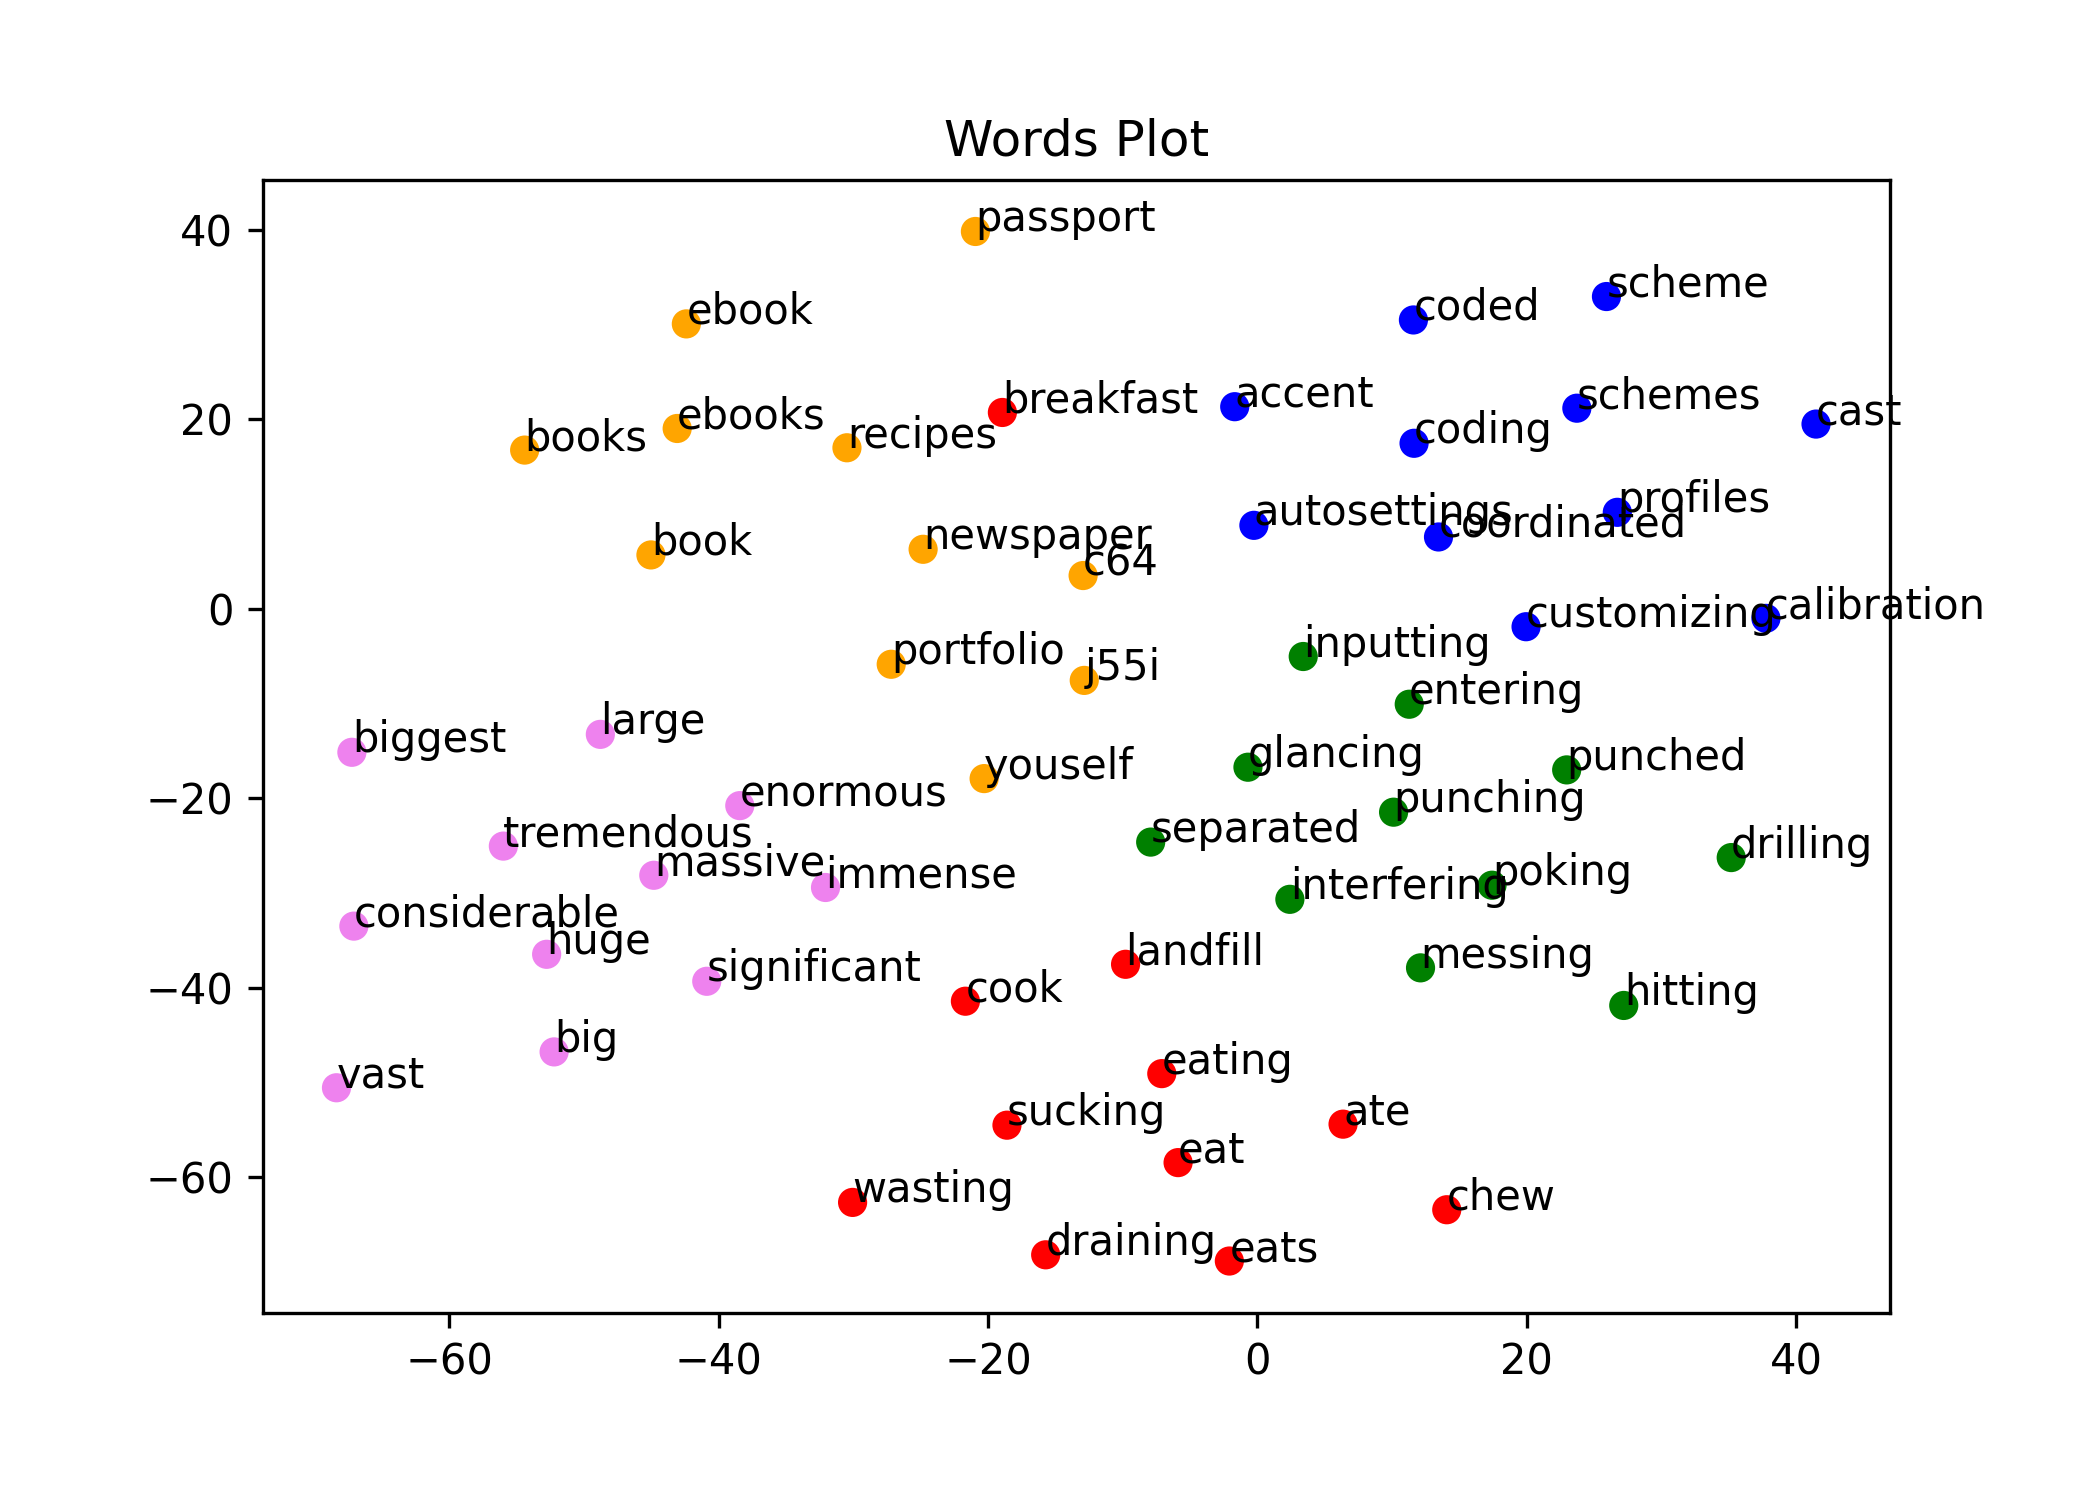 Words Plot
40
20
0
−20
−40
−60
passport
scheme
coded
ebook
breakfast
accent
schemes
cast
ebooks
books
recipes
coding
profiles
autosettings
coordinated
newspaper
book
c64
customizing
calibration
inputting
portfolio
j55i
entering
large
biggest
glancing
punched
youself
enormous
punching
tremendous
separated
drilling
massive
immense
poking
interfering
considerable
huge
landfill
messing
significant
cook
hitting
big
eating
vast
sucking
ate
eat
wasting
chew
draining
eats
−60 −40 −20 0 20 40